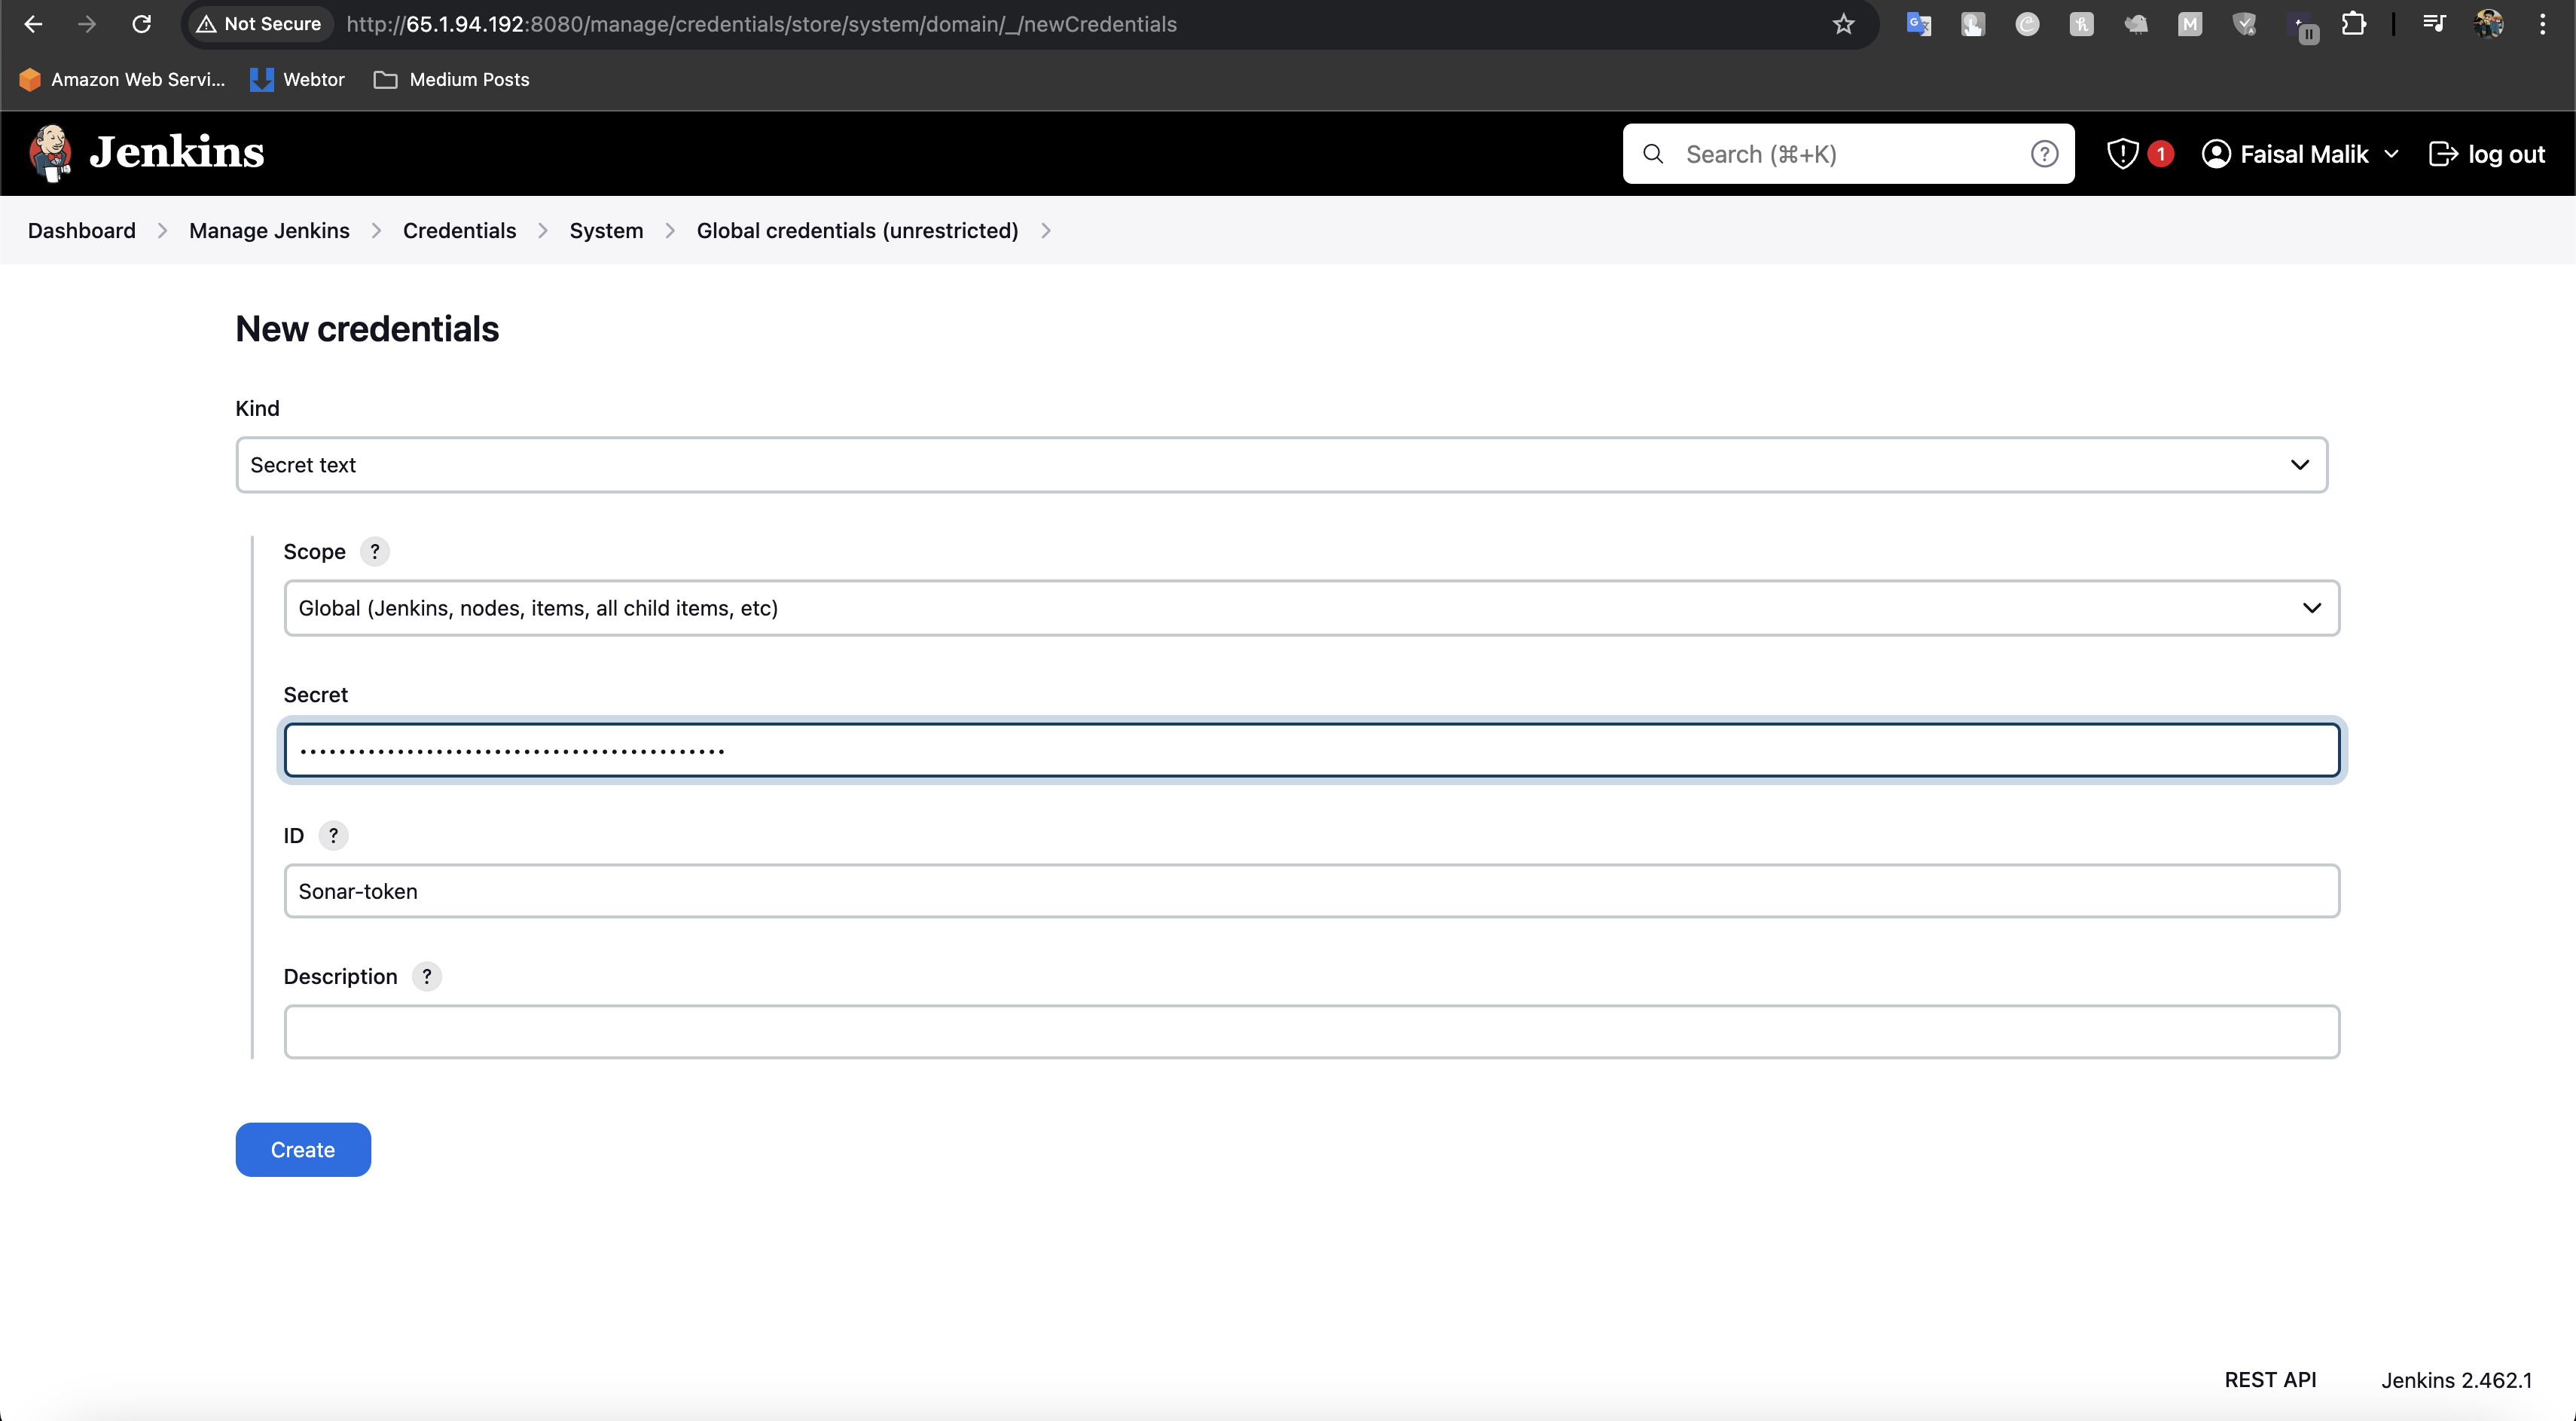 Not Secure http://65.1.94.192:8080/manage/credentials/store/system/domain/_/newCredentials
Amazon Web Servi... Webtor Medium Posts
Jenkins Search (⌘+K) ? 1 Faisal Malik log out
Dashboard Manage Jenkins Credentials System Global credentials (unrestricted)
New credentials
Kind
Secret text
Scope ?
Global (Jenkins, nodes, items, all child items, etc)
Secret
ID ?
Sonar-token
Description ?
Create
REST API Jenkins 2.462.1